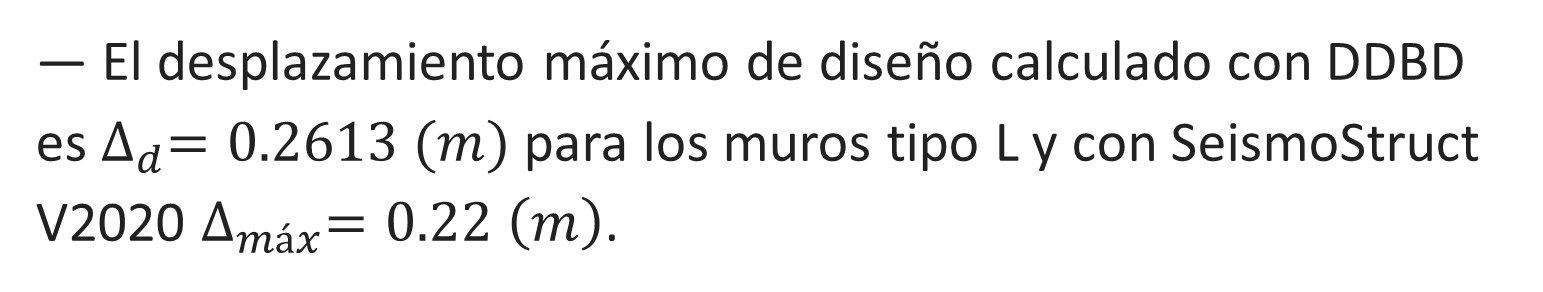 — El desplazamiento máximo de diseño calculado con DDBD
es Δ_d= 0.2613 (m) para los muros tipo L y con SeismoStruct
V2020 Δ_máx= 0.22 (m).